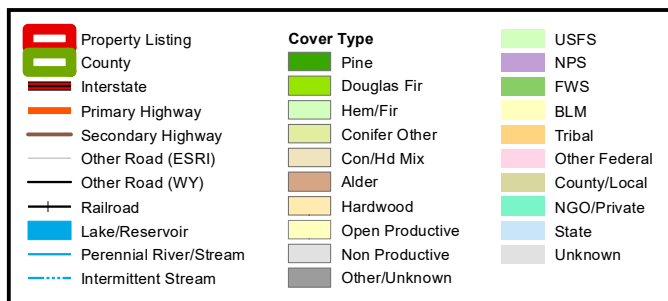 Property Listing
County
Interstate
Primary Highway
Secondary Highway
Other Road (ESRI)
Other Road (WY)
Railroad
Lake/Reservoir
Perennial River/Stream
Intermittent Stream
Cover Type
Pine
Douglas Fir
Hem/Fir
Conifer Other
Con/Hd Mix
Alder
Hardwood
Open Productive
Non Productive
Other/Unknown
USFS
NPS
FWS
BLM
Tribal
Other Federal
County/Local
NGO/Private
State
Unknown